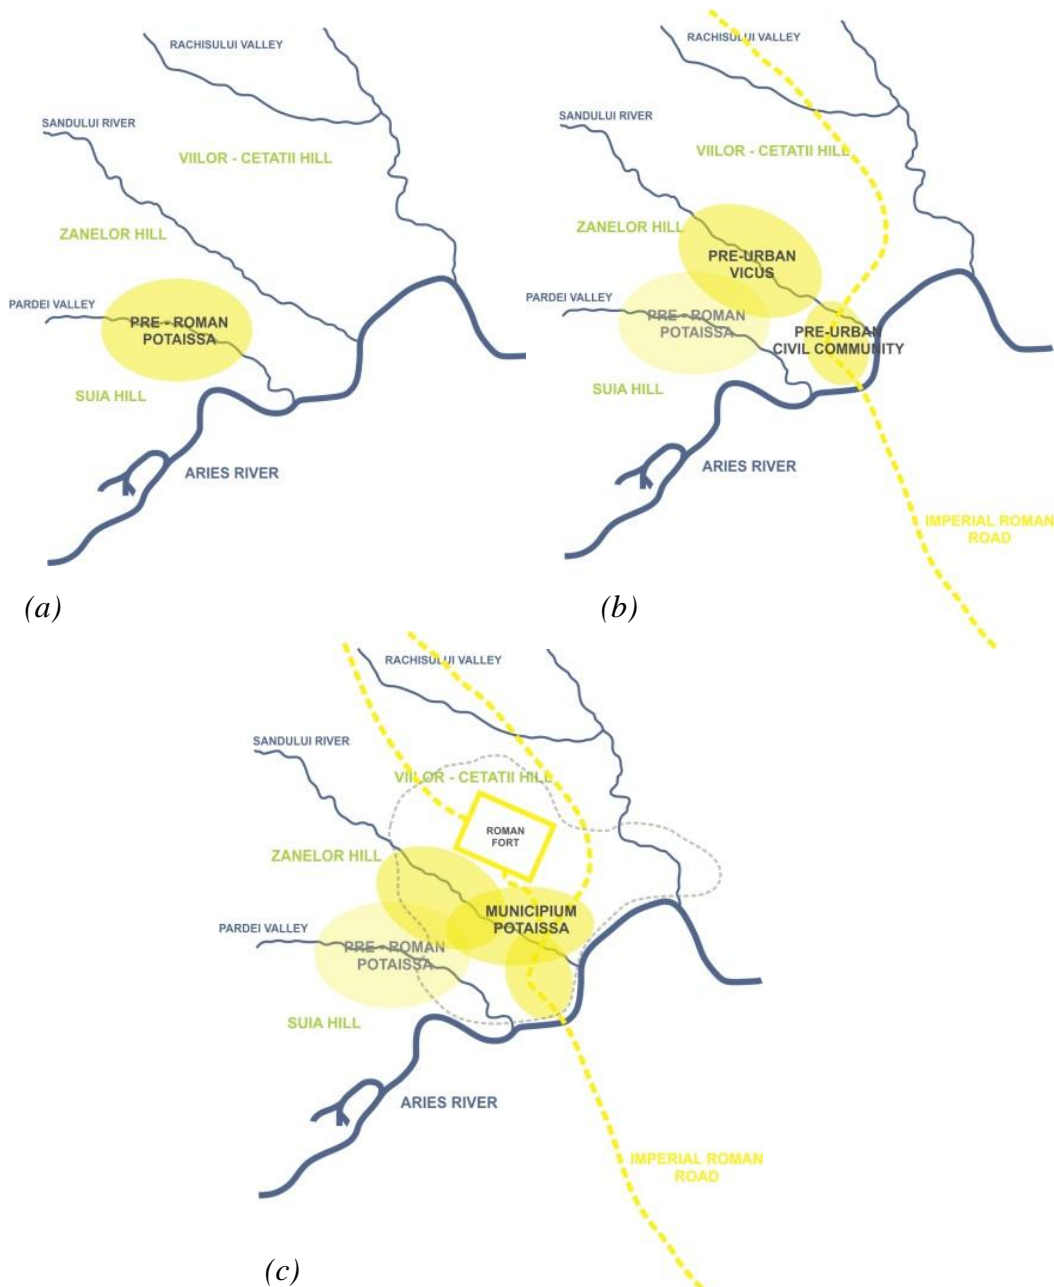 RACHISULUI VALLEY
SANDULUI RIVER
VIILOR - CETATII HILL
ZANELOR HILL
PARDEI VALLEY
PRE - ROMAN
POTAISSA
SUIA HILL
ARIES RIVER
(a)
RACHISULUI VALLEY
SANDULUI RIVER
VIILOR - CETATII HILL
ZANELOR HILL
PRE-URBAN
VICUS
PARDEI VALLEY
PRE - ROMAN
POTAISSA
PRE-URBAN
CIVIL COMMUNITY
SUIA HILL
ARIES RIVER
IMPERIAL ROMAN
ROAD
(b)
RACHISULUI VALLEY
SANDULUI RIVER
VIILOR - CETATII HILL
ROMAN
FORT
ZANELOR HILL
MUNICIPIUM
POTAISSA
PARDEI VALLEY
PRE - ROMAN
POTAISSA
SUIA HILL
ARIES RIVER
IMPERIAL ROMAN
ROAD
(c)